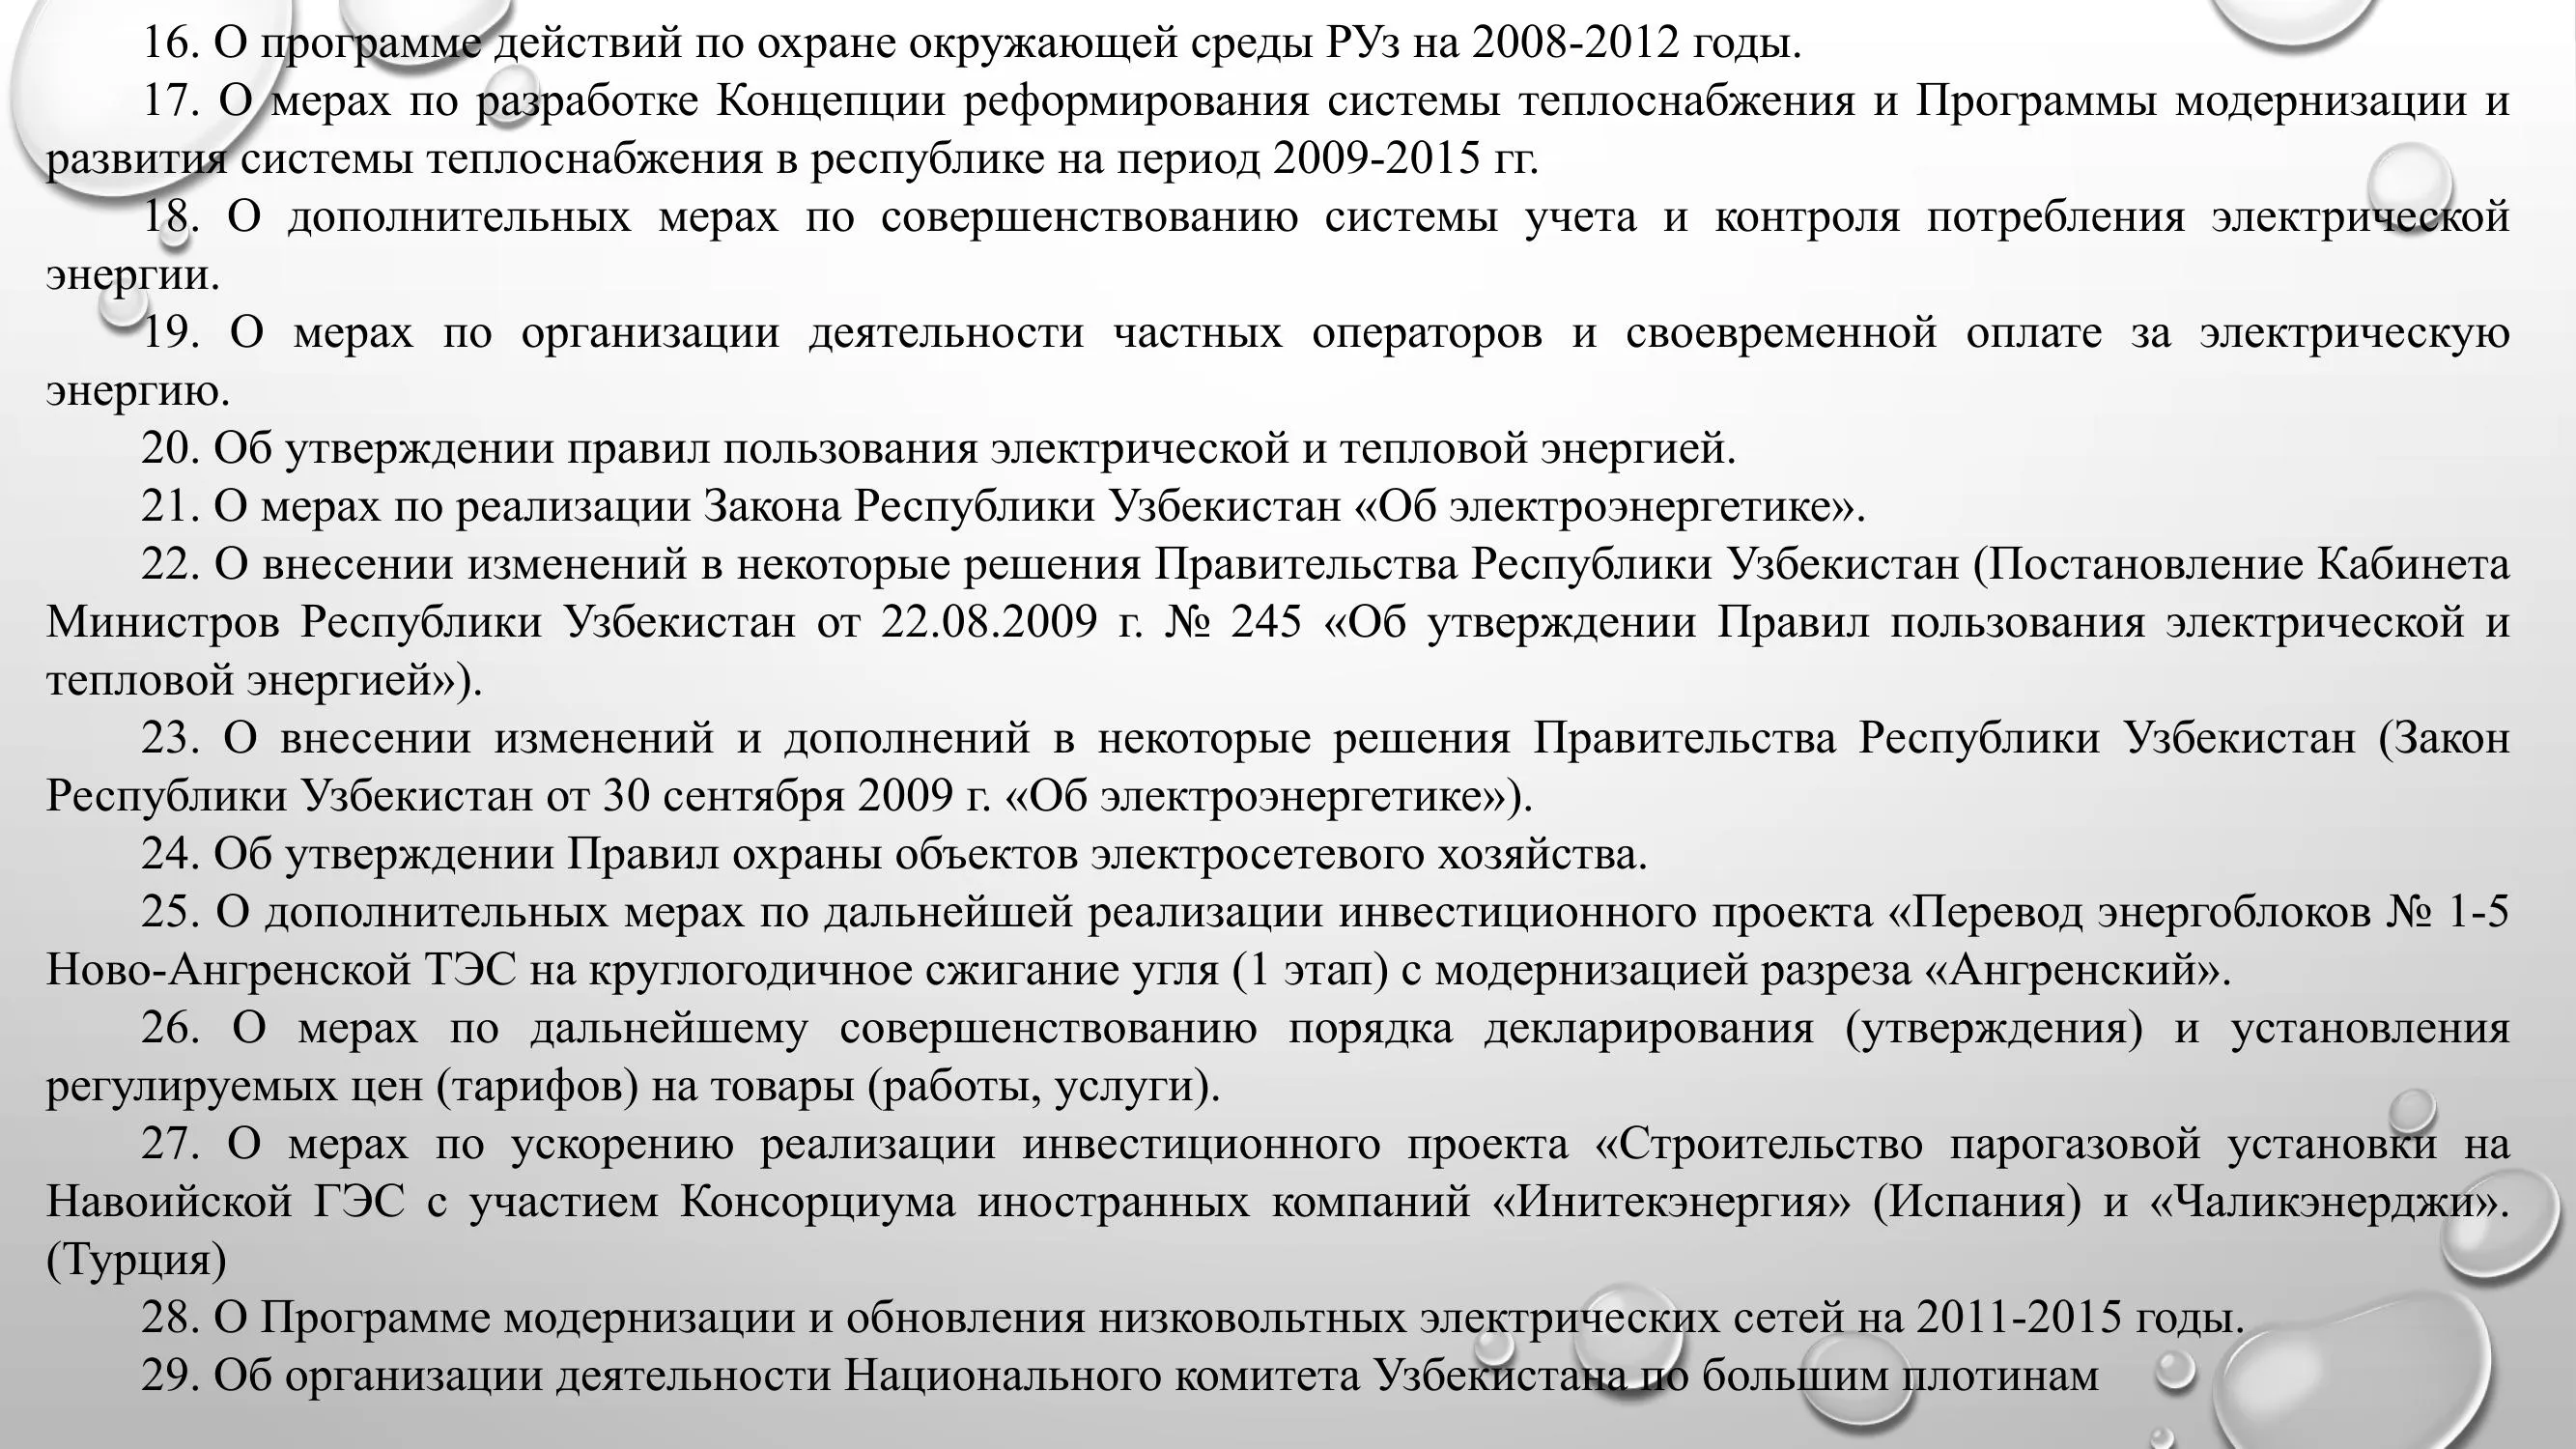 16. О программе действий по охране окружающей среды РУз на 2008-2012 годы.
17. О мерах по разработке Концепции реформирования системы теплоснабжения и Программы модернизации и
развития системы теплоснабжения в республике на период 2009-2015 гг.
18. О дополнительных мерах по совершенствованию системы учета и контроля потребления электрической
энергии.
19. О мерах по организации деятельности частных операторов и своевременной оплате за электрическую
энергию.
20. Об утверждении правил пользования электрической и тепловой энергией.
21. О мерах по реализации Закона Республики Узбекистан «Об электроэнергетике».
22. О внесении изменений в некоторые решения Правительства Республики Узбекистан (Постановление Кабинета
Министров Республики Узбекистан от 22.08.2009 г. № 245 «Об утверждении Правил пользования электрической и
тепловой энергией»).
23. О внесении изменений и дополнений в некоторые решения Правительства Республики Узбекистан (Закон
Республики Узбекистан от 30 сентября 2009 г. «Об электроэнергетике»).
24. Об утверждении Правил охраны объектов электросетевого хозяйства.
25. О дополнительных мерах по дальнейшей реализации инвестиционного проекта «Перевод энергоблоков № 1-5
Ново-Ангренской ТЭС на круглогодичное сжигание угля (1 этап) с модернизацией разреза «Ангренский».
26. О мерах по дальнейшему совершенствованию порядка декларирования (утверждения) и установления
регулируемых цен (тарифов) на товары (работы, услуги).
27. О мерах по ускорению реализации инвестиционного проекта «Строительство парогазовой установки на
Навоийской ГЭС с участием Консорциума иностранных компаний «Инитекэнергия» (Испания) и «Чаликэнерджи».
(Турция)
28. О Программе модернизации и обновления низковольтных электрических сетей на 2011-2015 годы.
29. Об организации деятельности Национального комитета Узбекистана по большим плотинам